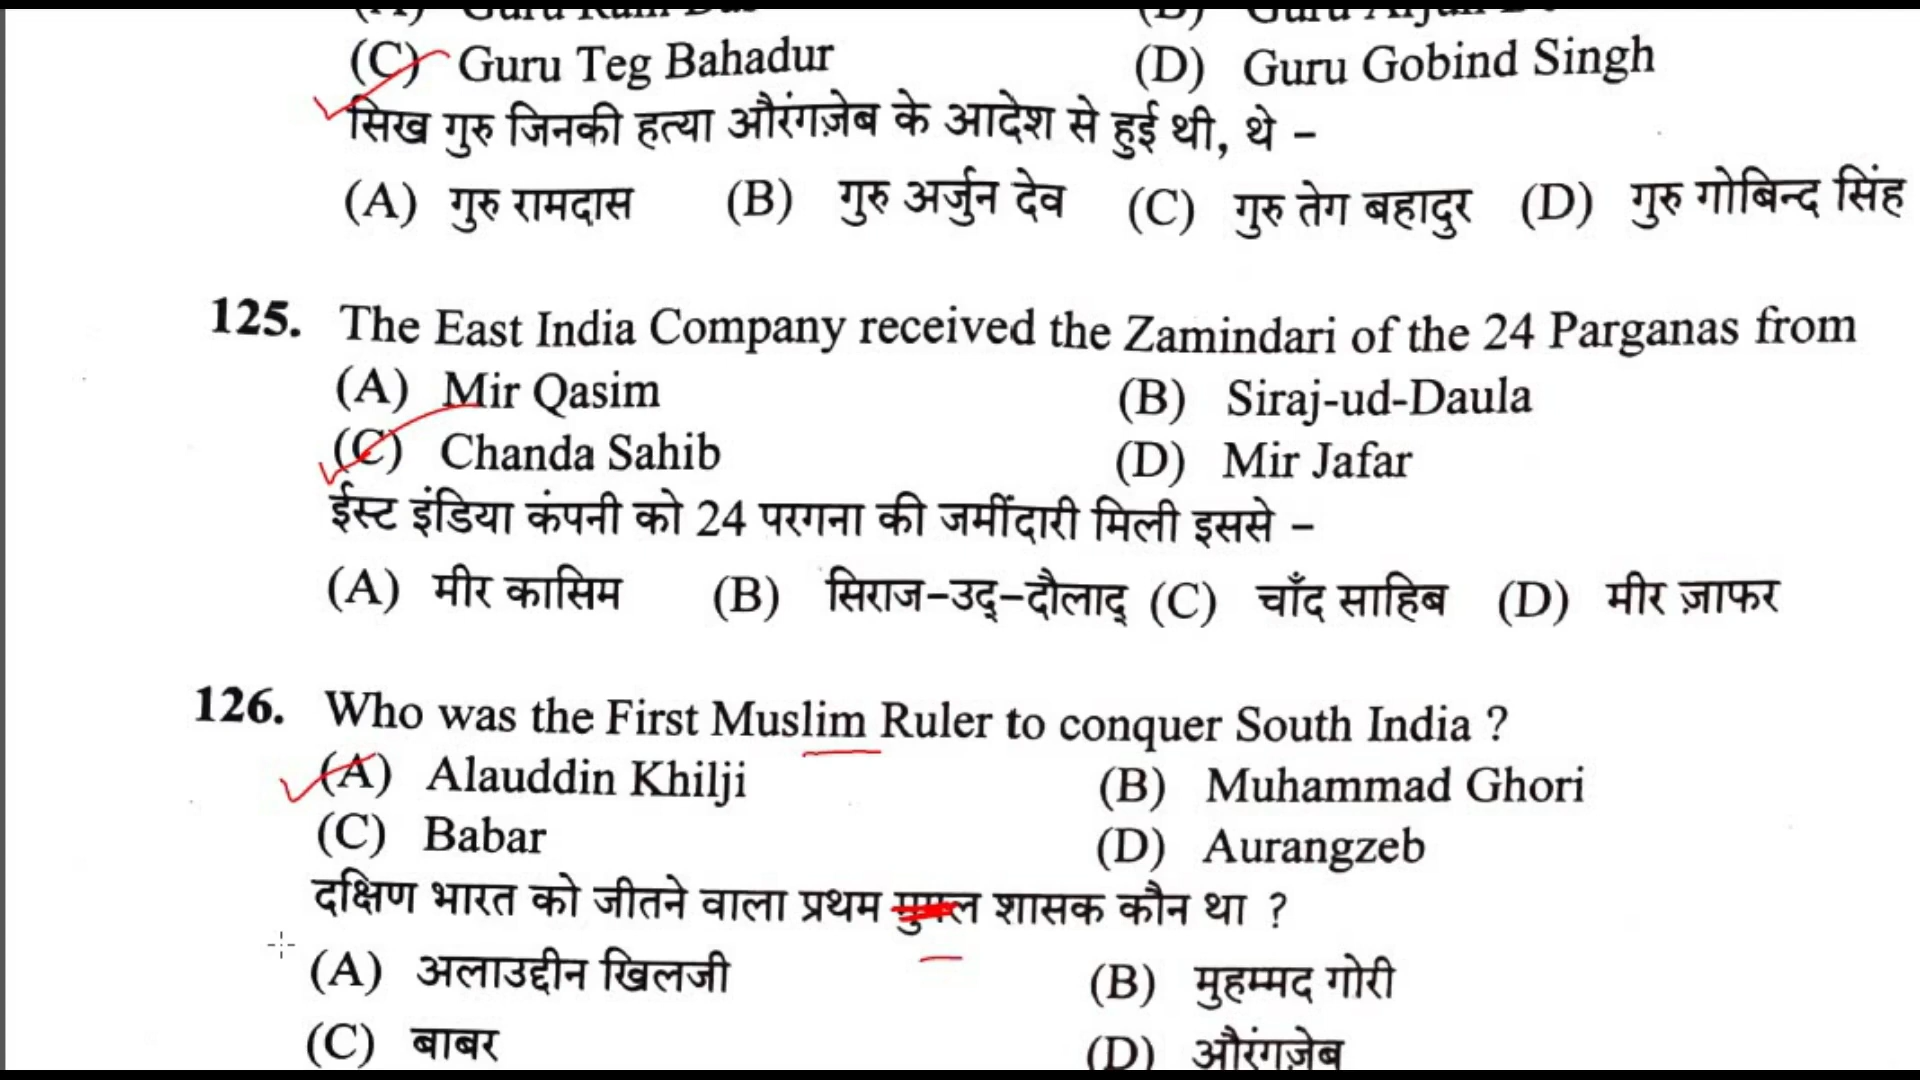 (C) Guru Teg Bahadur (D) Guru Gobind Singh
सिख गुरु जिनकी हत्या औरंगज़ेब के आदेश से हुई थी, थे –
(A) गुरु रामदास (B) गुरु अर्जुन देव (C) गुरु तेग बहादुर (D) गुरु गोबिन्द सिंह
125. The East India Company received the Zamindari of the 24 Parganas from
(A) Mir Qasim (B) Siraj-ud-Daula
(C) Chanda Sahib (D) Mir Jafar
ईस्ट इंडिया कंपनी को 24 परगना की जमींदारी मिली इससे –
(A) मीर कासिम (B) सिराज-उद्-दौलाद् (C) चाँद साहिब (D) मीर ज़ाफर
126. Who was the First Muslim Ruler to conquer South India ?
(A) Alauddin Khilji (B) Muhammad Ghori
(C) Babar (D) Aurangzeb
दक्षिण भारत को जीतने वाला प्रथम शासक कौन था ?
(A) अलाउद्दीन खिलजी (B) मुहम्मद गोरी
(C) बाबर (D) औरंगज़ेब